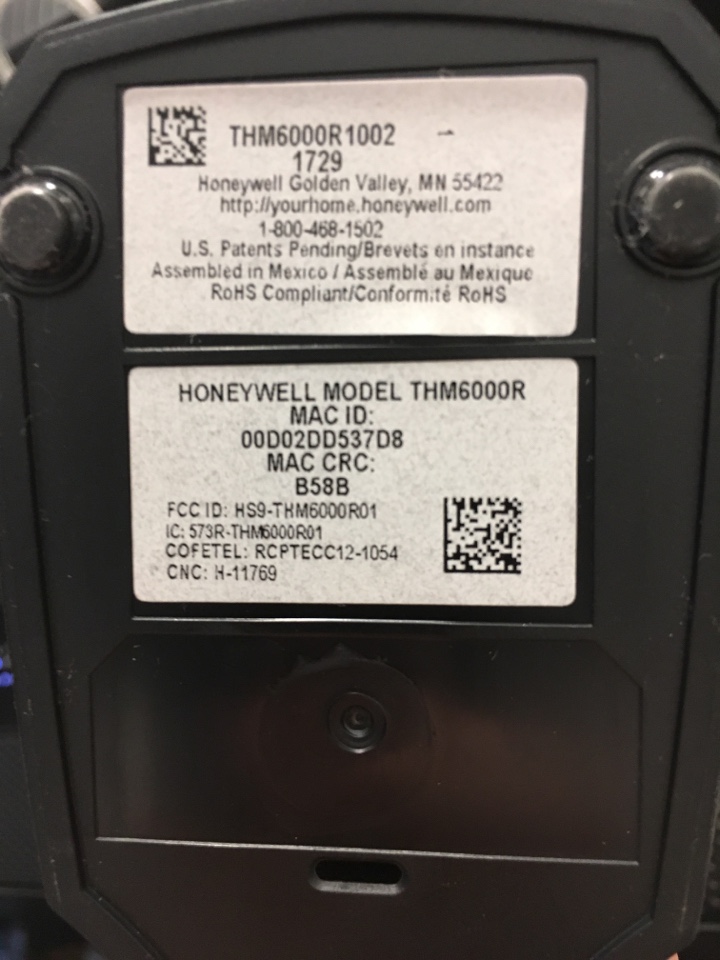 THM6000R1002
1729
Honeywell Golden Valley, MN 55422
http://yourhome.honeywell.com
1-800-468-1502
U.S. Patents Pending/Brevets en instance
Assembled in Mexico / Assemblé au Mexique
RoHS Compliant/Conformité RoHS
HONEYWELL MODEL THM6000R
MAC ID:
00D02DD537D8
MAC CRC:
B58B
FCC ID: HS9-THM6000R01
IC: 573R-THM6000R01
COFETEL: RCPTECC12-1054
CNC: H-11769